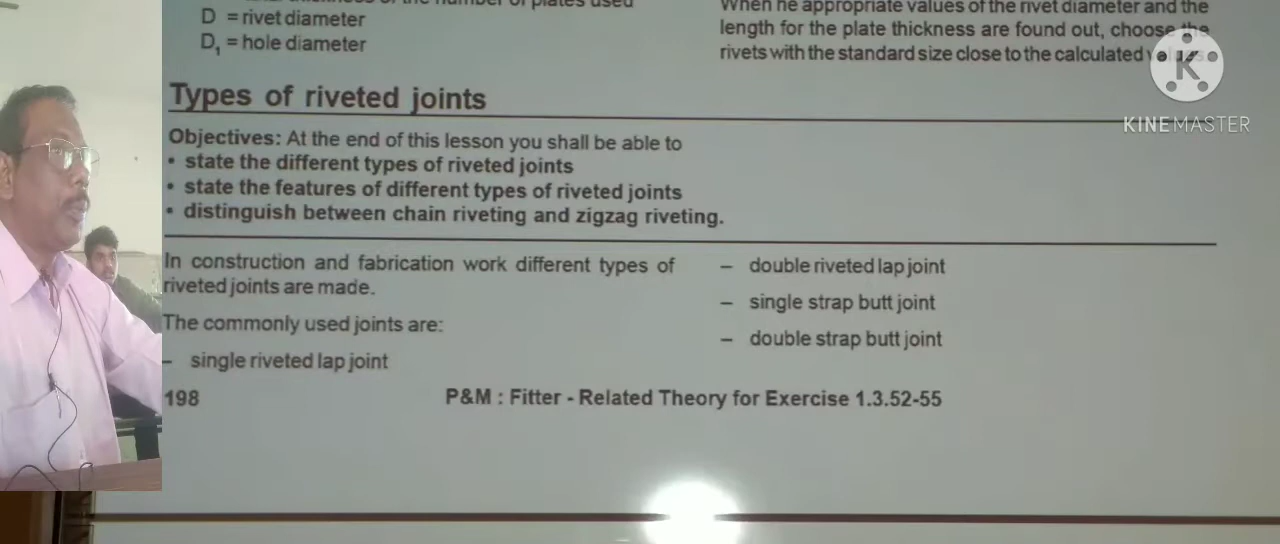 D = rivet diameter
D1 = hole diameter
When he appropriate values of the rivet diameter and the
length for the plate thickness are found out, choose the
rivets with the standard size close to the calculated values.
Types of riveted joints
Objectives: At the end of this lesson you shall be able to
• state the different types of riveted joints
• state the features of different types of riveted joints
• distinguish between chain riveting and zigzag riveting.
In construction and fabrication work different types of
riveted joints are made.
The commonly used joints are:
– single riveted lap joint
– double riveted lap joint
– single strap butt joint
– double strap butt joint
198
P&M : Fitter - Related Theory for Exercise 1.3.52-55
K
KINEMASTER